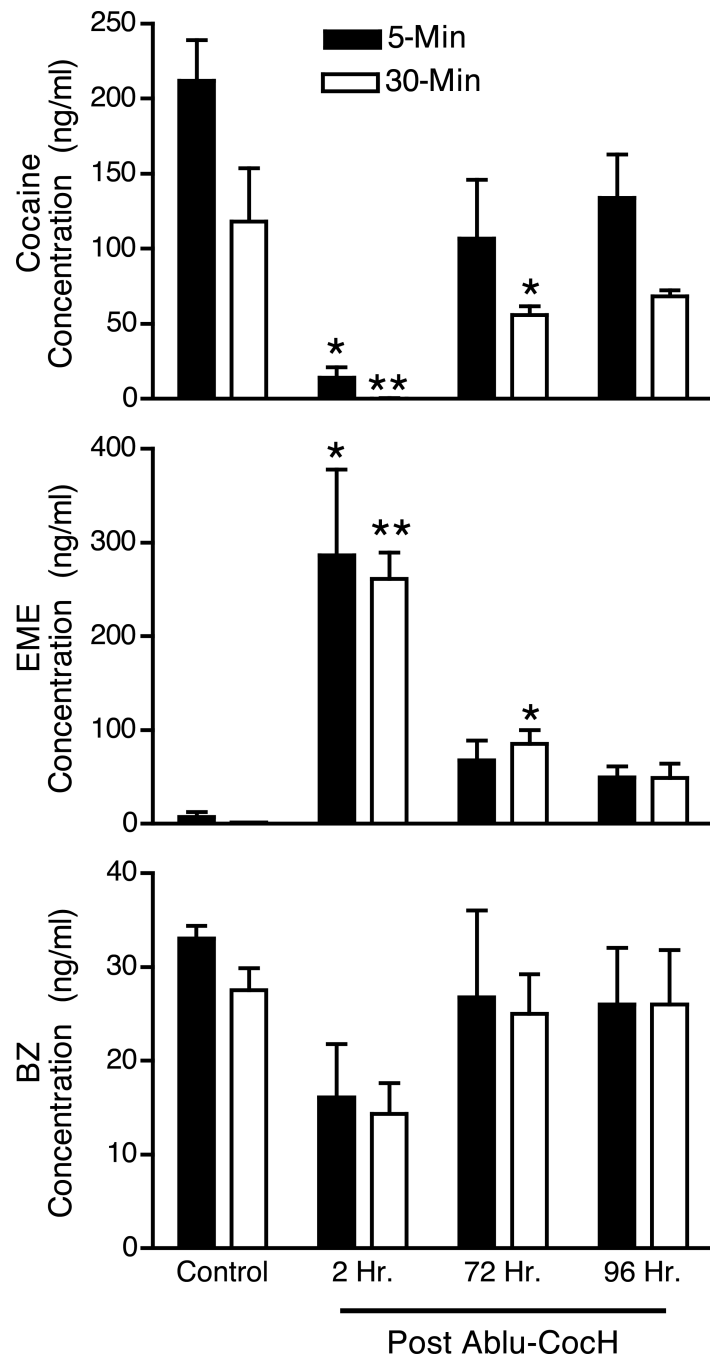 5-Min
30-Min
Cocaine
Concentration (ng/ml)
250
200
150
100
50
0
*
**
*
EME
Concentration (ng/ml)
400
300
200
100
0
*
**
*
BZ
Concentration (ng/ml)
40
30
20
10
0
Control 2 Hr. 72 Hr. 96 Hr.
Post Ablu-CocH